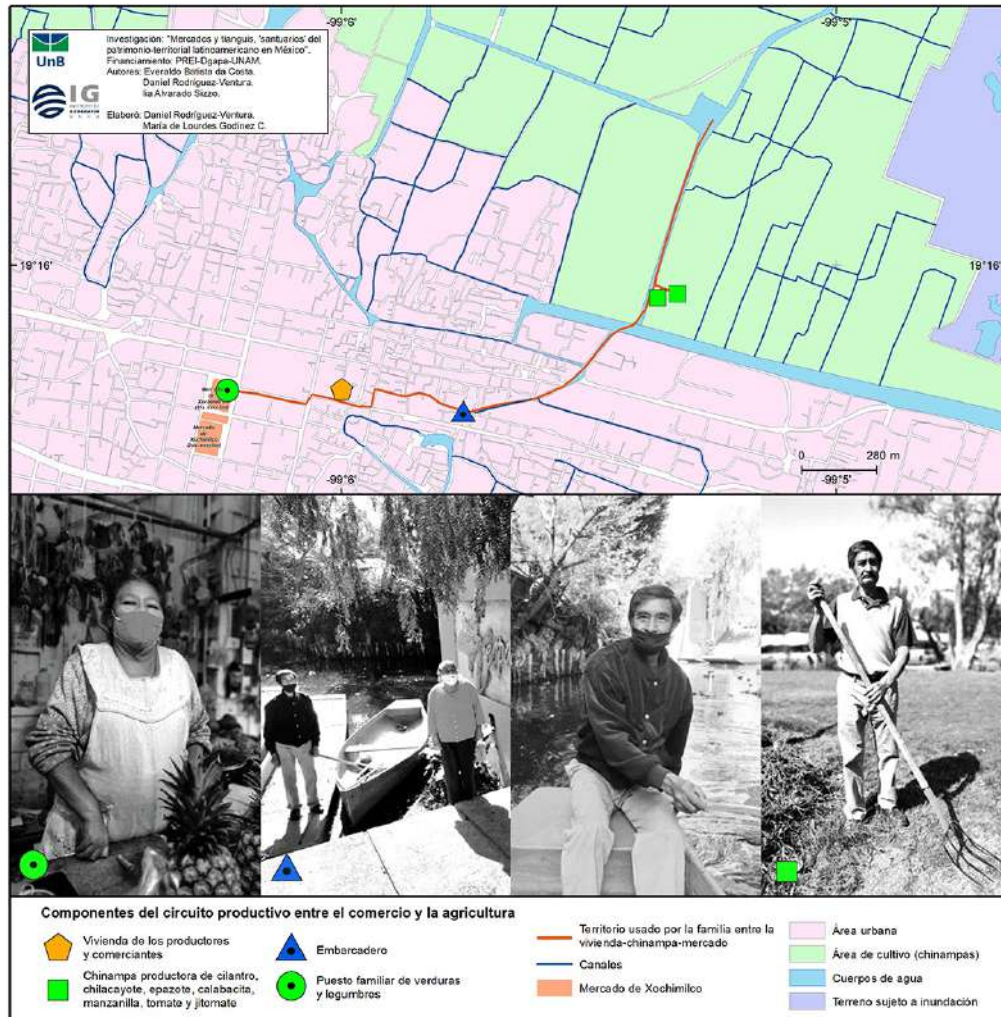 -99°6'
-99°5'
UnB
IG
Investigación: "Mercados y tianguis, 'santuarios' del
patrimonio-territorial latinoamericano en México".
Financiamiento: PREI-Dgapa-UNAM.
Autores: Everaldo Batista da Costa.
Daniel Rodríguez-Ventura.
Ilia Alvarado Sizzo.
Elaboró: Daniel Rodríguez-Ventura.
María de Lourdes Godínez C.
19°16'
19°16'
Mercado
de
Xochimilco
0
280 m
-99°6'
-99°5'
Componentes del circuito productivo entre el comercio y la agricultura
Vivienda de los productores
y comerciantes
Chinampa productora de cilantro,
chilacayote, epazote, calabacita,
manzanilla, tomate y jitomate
Embarcadero
Puesto familiar de verduras
y legumbres
Territorio usado por la familia entre la
vivienda-chinampa-mercado
Canales
Mercado de Xochimilco
Área urbana
Área de cultivo (chinampas)
Cuerpos de agua
Terreno sujeto a inundación